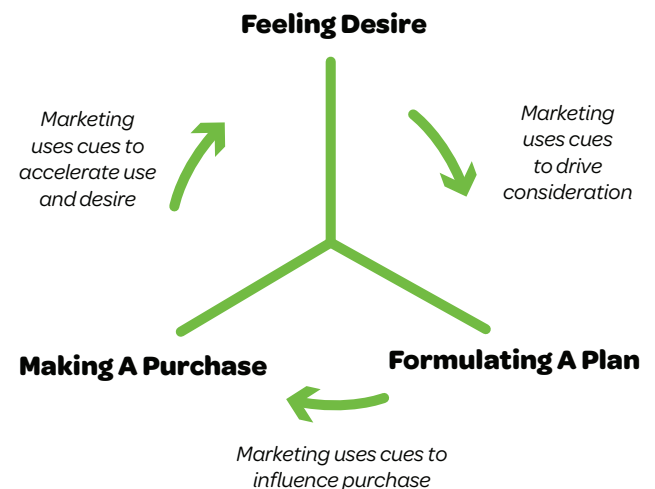 Feeling Desire
Marketing
uses cues to
accelerate use
and desire
Marketing
uses cues
to drive
consideration
Making A Purchase
Formulating A Plan
Marketing uses cues to
influence purchase